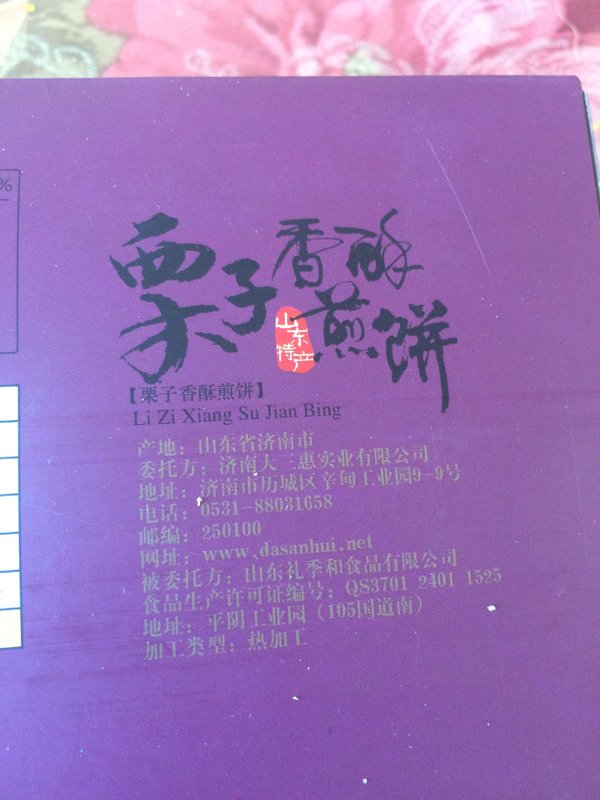 %
栗子香酥
煎饼
山东
特产
【栗子香酥煎饼】
Li Zi Xiang Su Jian Bing
产地：山东省济南市
委托方：济南大三惠实业有限公司
地址：济南市历城区辛甸工业园9-9号
电话：0531-88031658
邮编：250100
网址：www.dasanhui.net
被委托方：山东礼季和食品有限公司
食品生产许可证编号：QS3701 2401 1525
地址：平阴工业园（105国道南）
加工类型：热加工